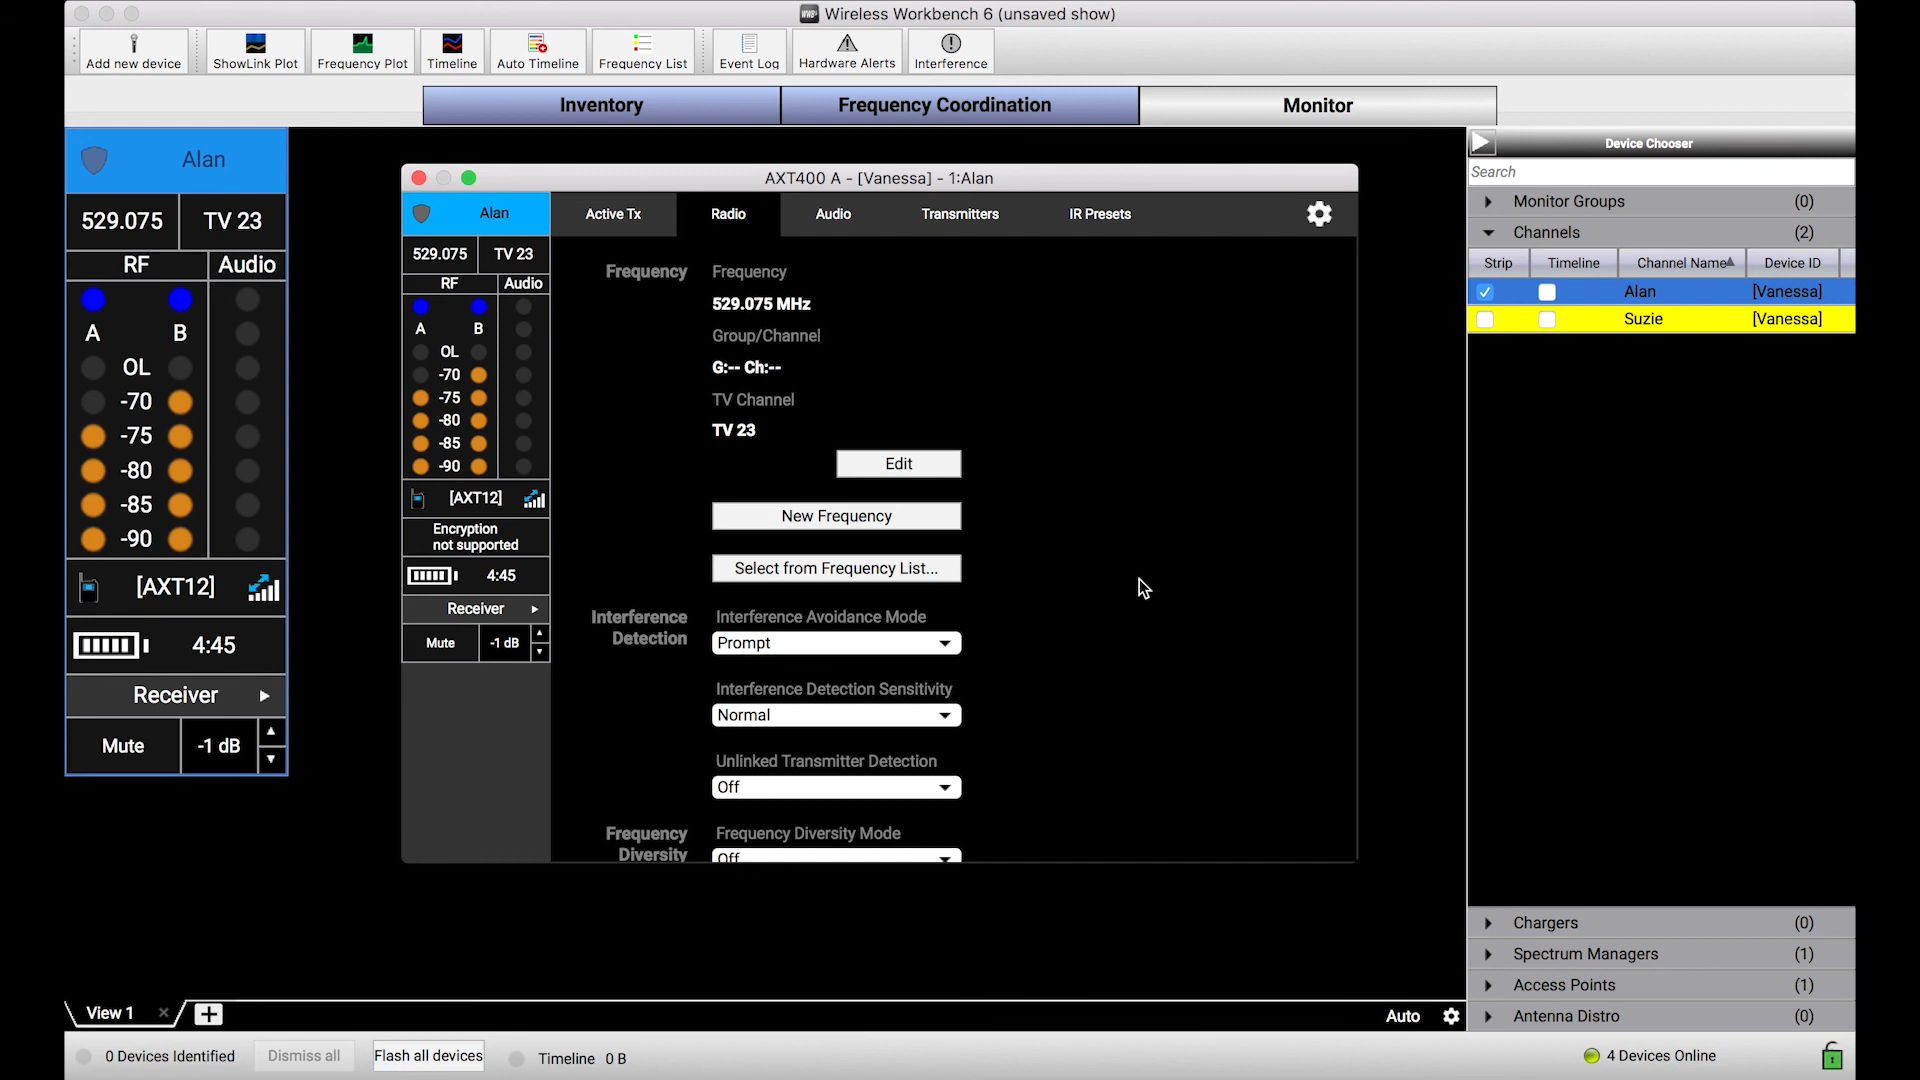 Wireless Workbench 6 (unsaved show)
Add new device
ShowLink Plot
Frequency Plot
Timeline
Auto Timeline
Frequency List
Event Log
Hardware Alerts
Interference
Inventory
Frequency Coordination
Monitor
Alan
529.075 TV 23
RF Audio
A B
OL
-70
-75
-80
-85
-90
[AXT12]
4:45
Receiver
Mute -1 dB
AXT400 A - [Vanessa] - 1:Alan
Alan
Active Tx
Radio
Audio
Transmitters
IR Presets
529.075 TV 23
RF Audio
A B
OL
-70
-75
-80
-85
-90
[AXT12]
Encryption
not supported
4:45
Receiver
Mute -1 dB
Frequency
Frequency
529.075 MHz
Group/Channel
G:-- Ch:--
TV Channel
TV 23
Edit
New Frequency
Select from Frequency List...
Interference
Detection
Interference Avoidance Mode
Prompt
Interference Detection Sensitivity
Normal
Unlinked Transmitter Detection
Off
Frequency
Diversity
Frequency Diversity Mode
Off
Device Chooser
Search
Monitor Groups (0)
Channels (2)
Strip Timeline Channel Name Device ID
Alan [Vanessa]
Suzie [Vanessa]
Chargers (0)
Spectrum Managers (1)
Access Points (1)
Antenna Distro (0)
View 1
Auto
0 Devices Identified
Dismiss all
Flash all devices
Timeline 0 B
4 Devices Online